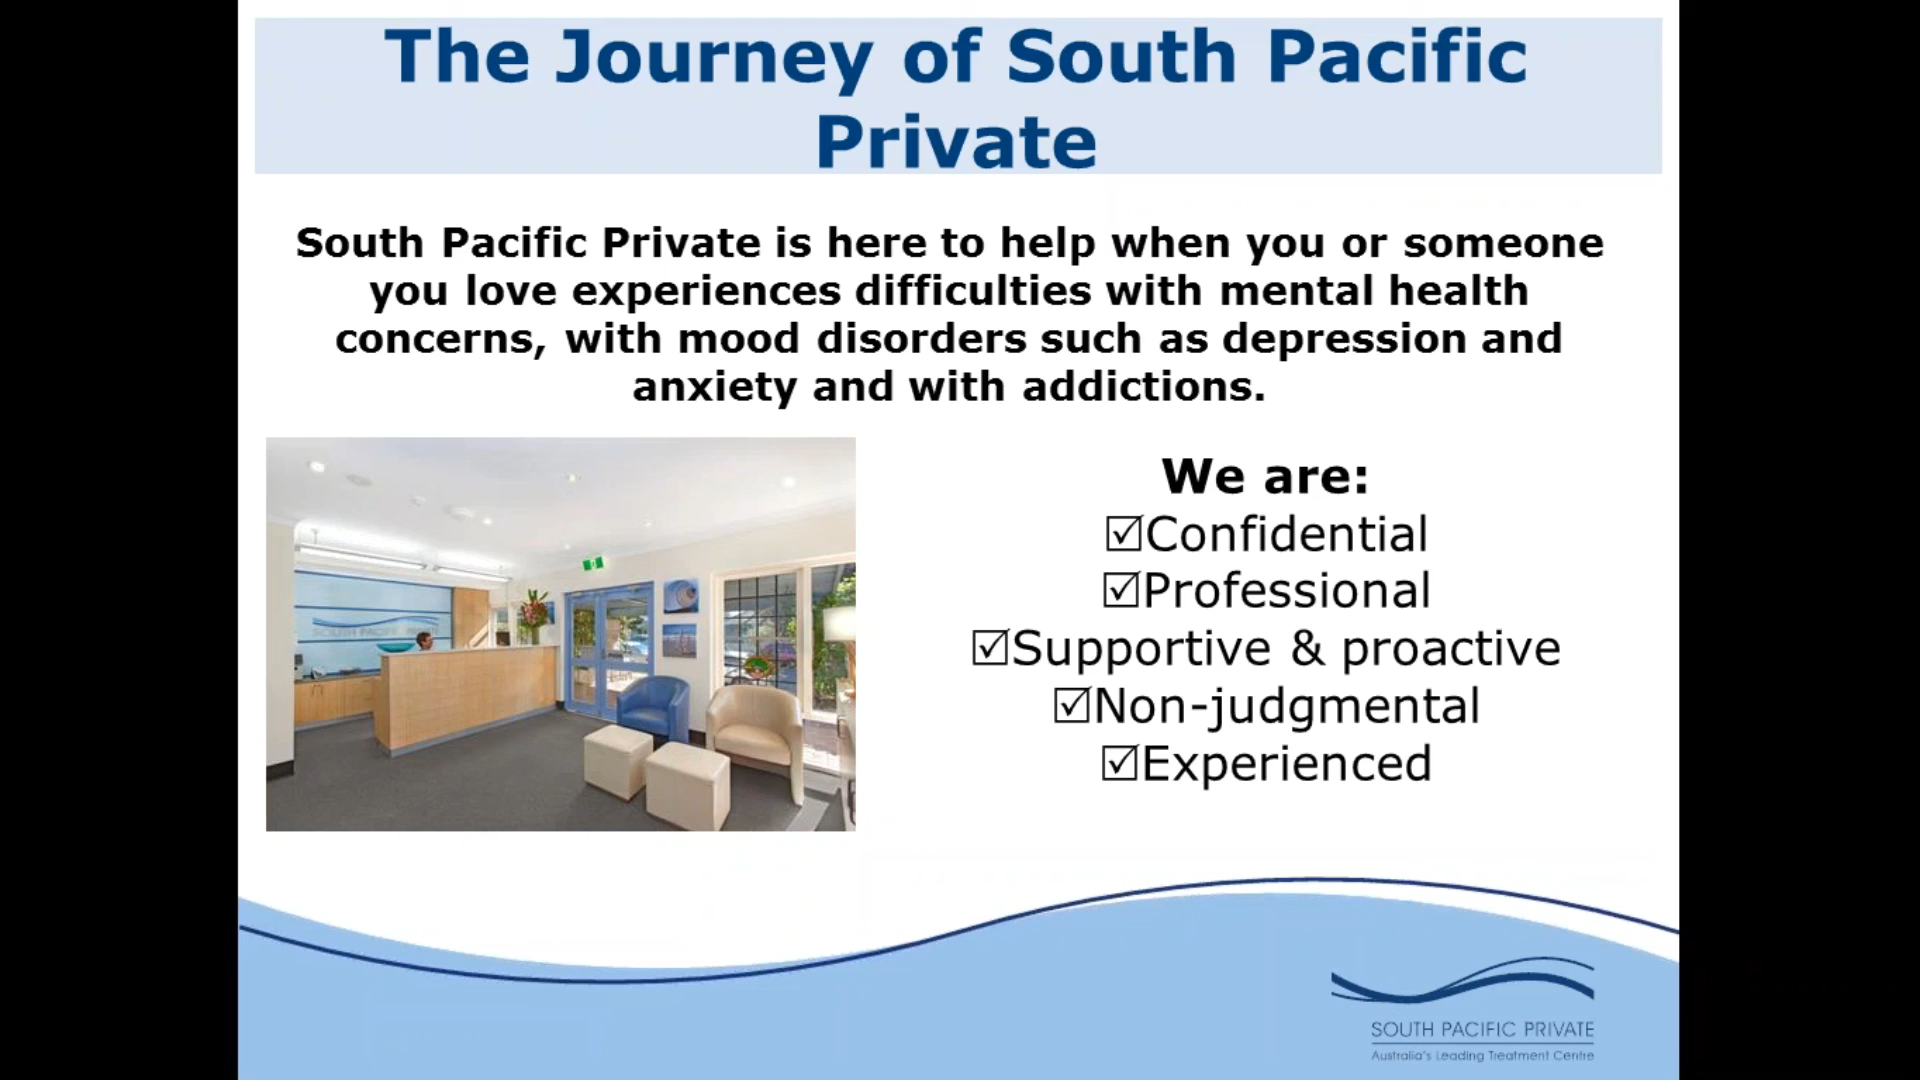 The Journey of South Pacific
Private
South Pacific Private is here to help when you or someone
you love experiences difficulties with mental health
concerns, with mood disorders such as depression and
anxiety and with addictions.
We are:
☑Confidential
☑Professional
☑Supportive & proactive
☑Non-judgmental
☑Experienced
SOUTH PACIFIC
SOUTH PACIFIC PRIVATE
Australia's Leading Treatment Centre